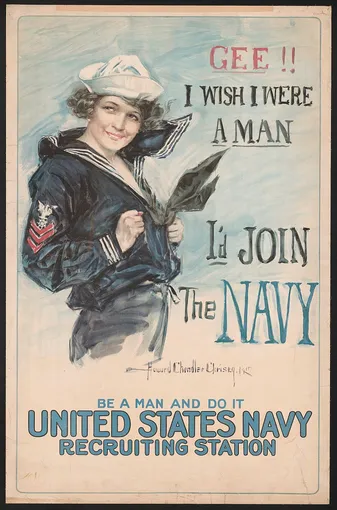 GEE !!
I WISH I WERE
A MAN
I'd JOIN
The NAVY
Howard Chandler Christy
BE A MAN AND DO IT
UNITED STATES NAVY
RECRUITING STATION